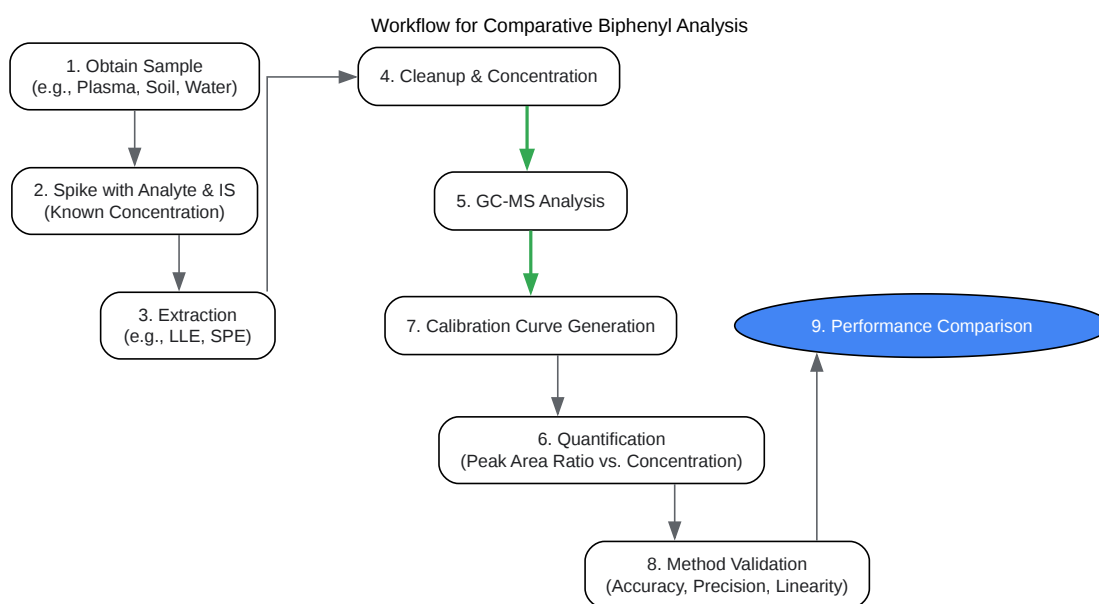 Workflow for Comparative Biphenyl Analysis
1. Obtain Sample
(e.g., Plasma, Soil, Water)
2. Spike with Analyte & IS
(Known Concentration)
3. Extraction
(e.g., LLE, SPE)
4. Cleanup & Concentration
5. GC-MS Analysis
7. Calibration Curve Generation
6. Quantification
(Peak Area Ratio vs. Concentration)
8. Method Validation
(Accuracy, Precision, Linearity)
9. Performance Comparison